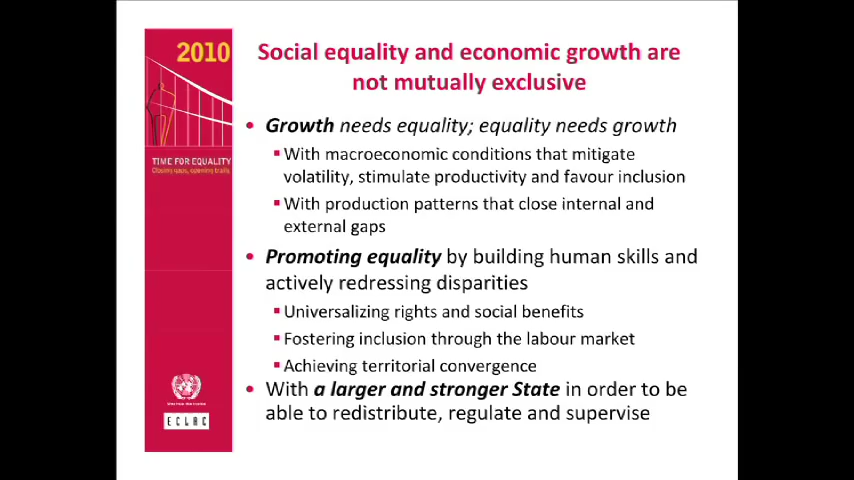 2010
TIME FOR EQUALITY
Closing gaps, opening trails
ECLAC
Social equality and economic growth are
not mutually exclusive
• Growth needs equality; equality needs growth
▪ With macroeconomic conditions that mitigate
volatility, stimulate productivity and favour inclusion
▪ With production patterns that close internal and
external gaps
• Promoting equality by building human skills and
actively redressing disparities
▪ Universalizing rights and social benefits
▪ Fostering inclusion through the labour market
▪ Achieving territorial convergence
• With a larger and stronger State in order to be
able to redistribute, regulate and supervise